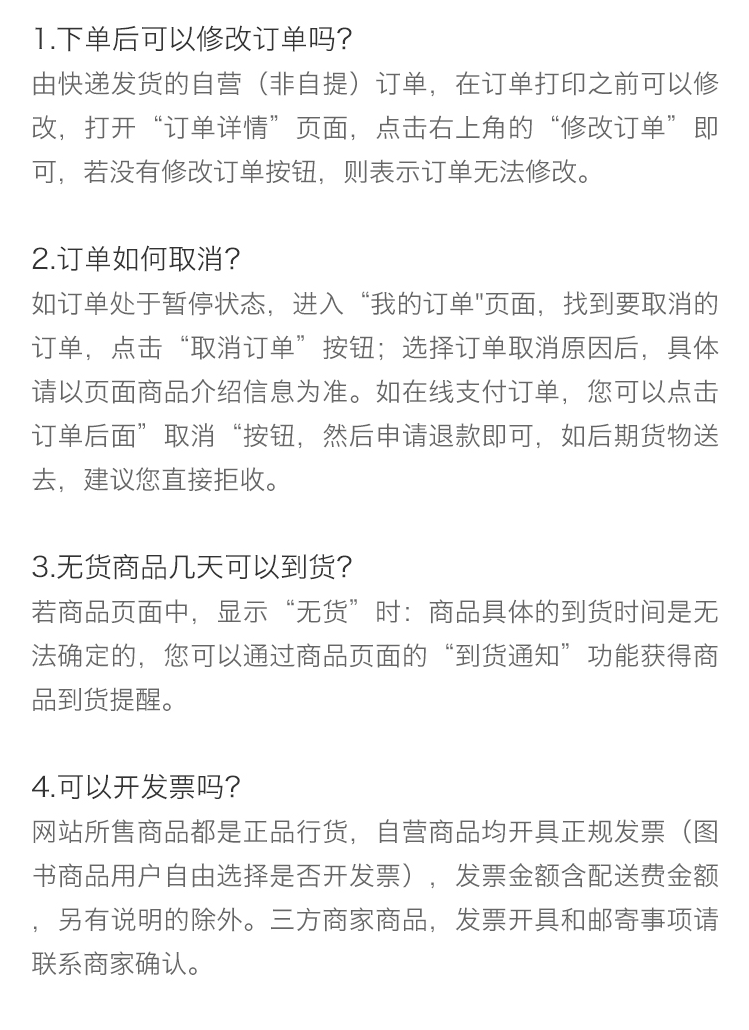 1.下单后可以修改订单吗？
由快递发货的自营（非自提）订单，在订单打印之前可以修
改，打开“订单详情”页面，点击右上角的“修改订单”即
可，若没有修改订单按钮，则表示订单无法修改。
2.订单如何取消？
如订单处于暂停状态，进入“我的订单"页面，找到要取消的
订单，点击“取消订单”按钮；选择订单取消原因后，具体
请以页面商品介绍信息为准。如在线支付订单，您可以点击
订单后面”取消“按钮，然后申请退款即可，如后期货物送
去，建议您直接拒收。
3.无货商品几天可以到货？
若商品页面中，显示“无货”时：商品具体的到货时间是无
法确定的，您可以通过商品页面的“到货通知”功能获得商
品到货提醒。
4.可以开发票吗？
网站所售商品都是正品行货，自营商品均开具正规发票（图
书商品用户自由选择是否开发票），发票金额含配送费金额
，另有说明的除外。三方商家商品，发票开具和邮寄事项请
联系商家确认。